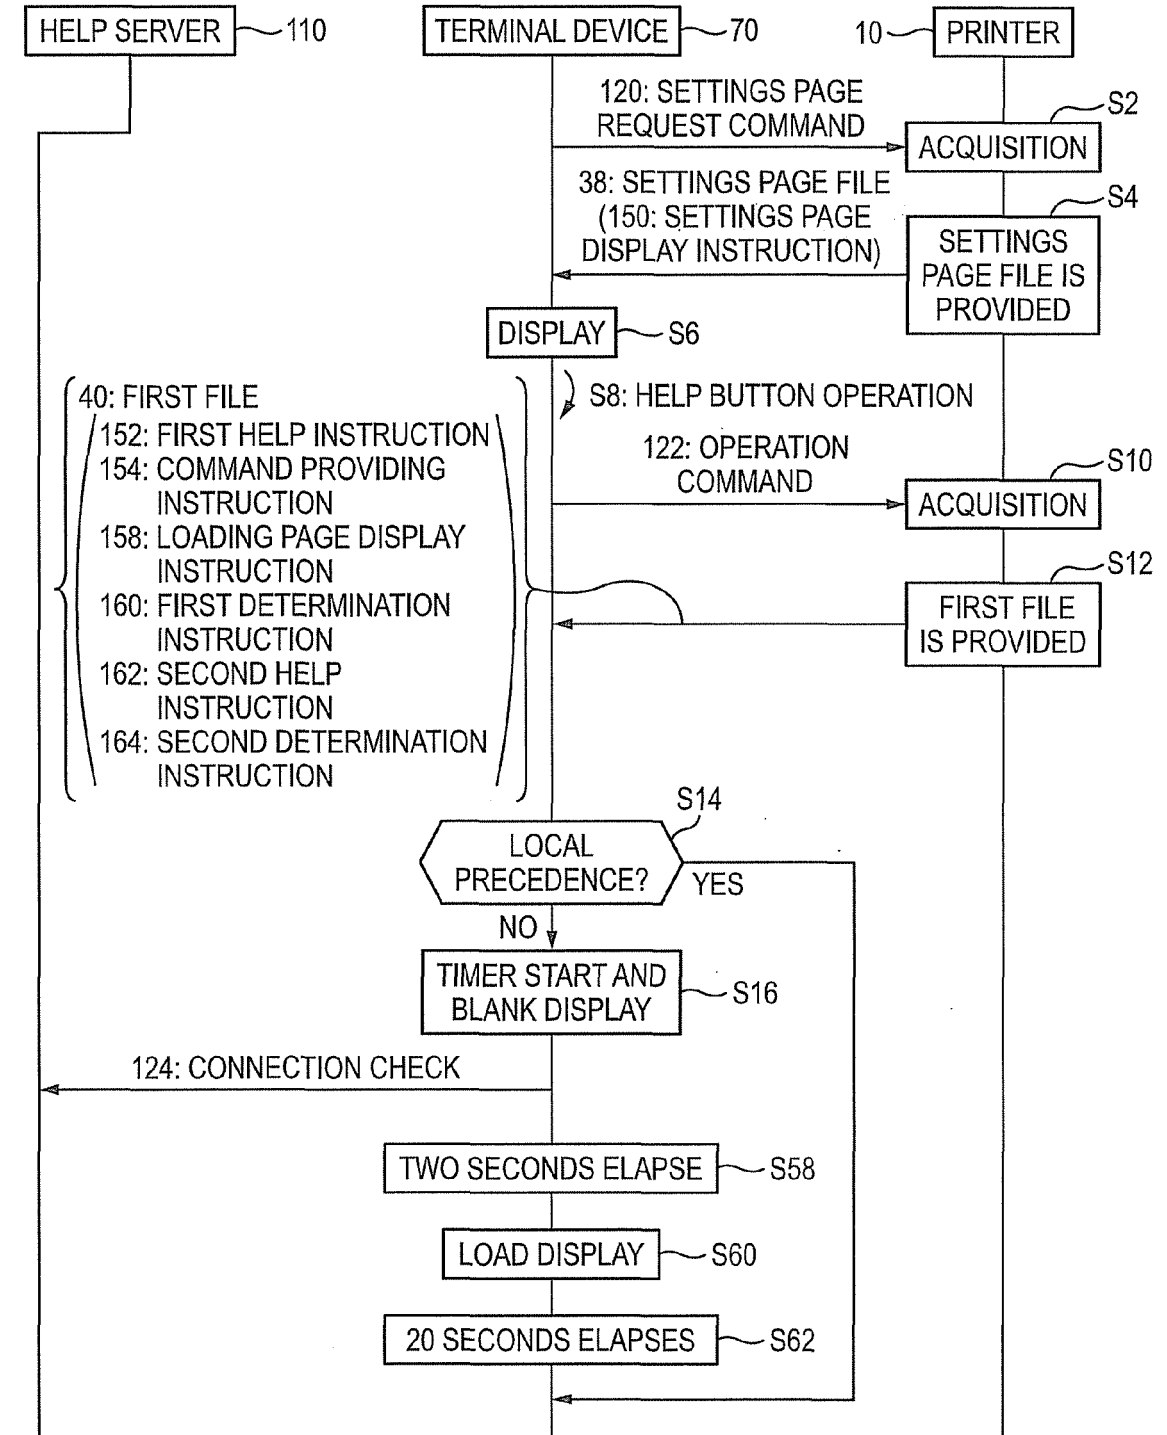 HELP SERVER 110
TERMINAL DEVICE 70
10 PRINTER
120: SETTINGS PAGE
REQUEST COMMAND
S2
ACQUISITION
38: SETTINGS PAGE FILE
(150: SETTINGS PAGE
DISPLAY INSTRUCTION)
S4
SETTINGS
PAGE FILE IS
PROVIDED
DISPLAY S6
S8: HELP BUTTON OPERATION
40: FIRST FILE
152: FIRST HELP INSTRUCTION
154: COMMAND PROVIDING
INSTRUCTION
158: LOADING PAGE DISPLAY
INSTRUCTION
160: FIRST DETERMINATION
INSTRUCTION
162: SECOND HELP
INSTRUCTION
164: SECOND DETERMINATION
INSTRUCTION
122: OPERATION
COMMAND
S10
ACQUISITION
S12
FIRST FILE
IS PROVIDED
S14
LOCAL
PRECEDENCE?
YES
NO
TIMER START AND
BLANK DISPLAY
S16
124: CONNECTION CHECK
TWO SECONDS ELAPSE S58
LOAD DISPLAY S60
20 SECONDS ELAPSES S62